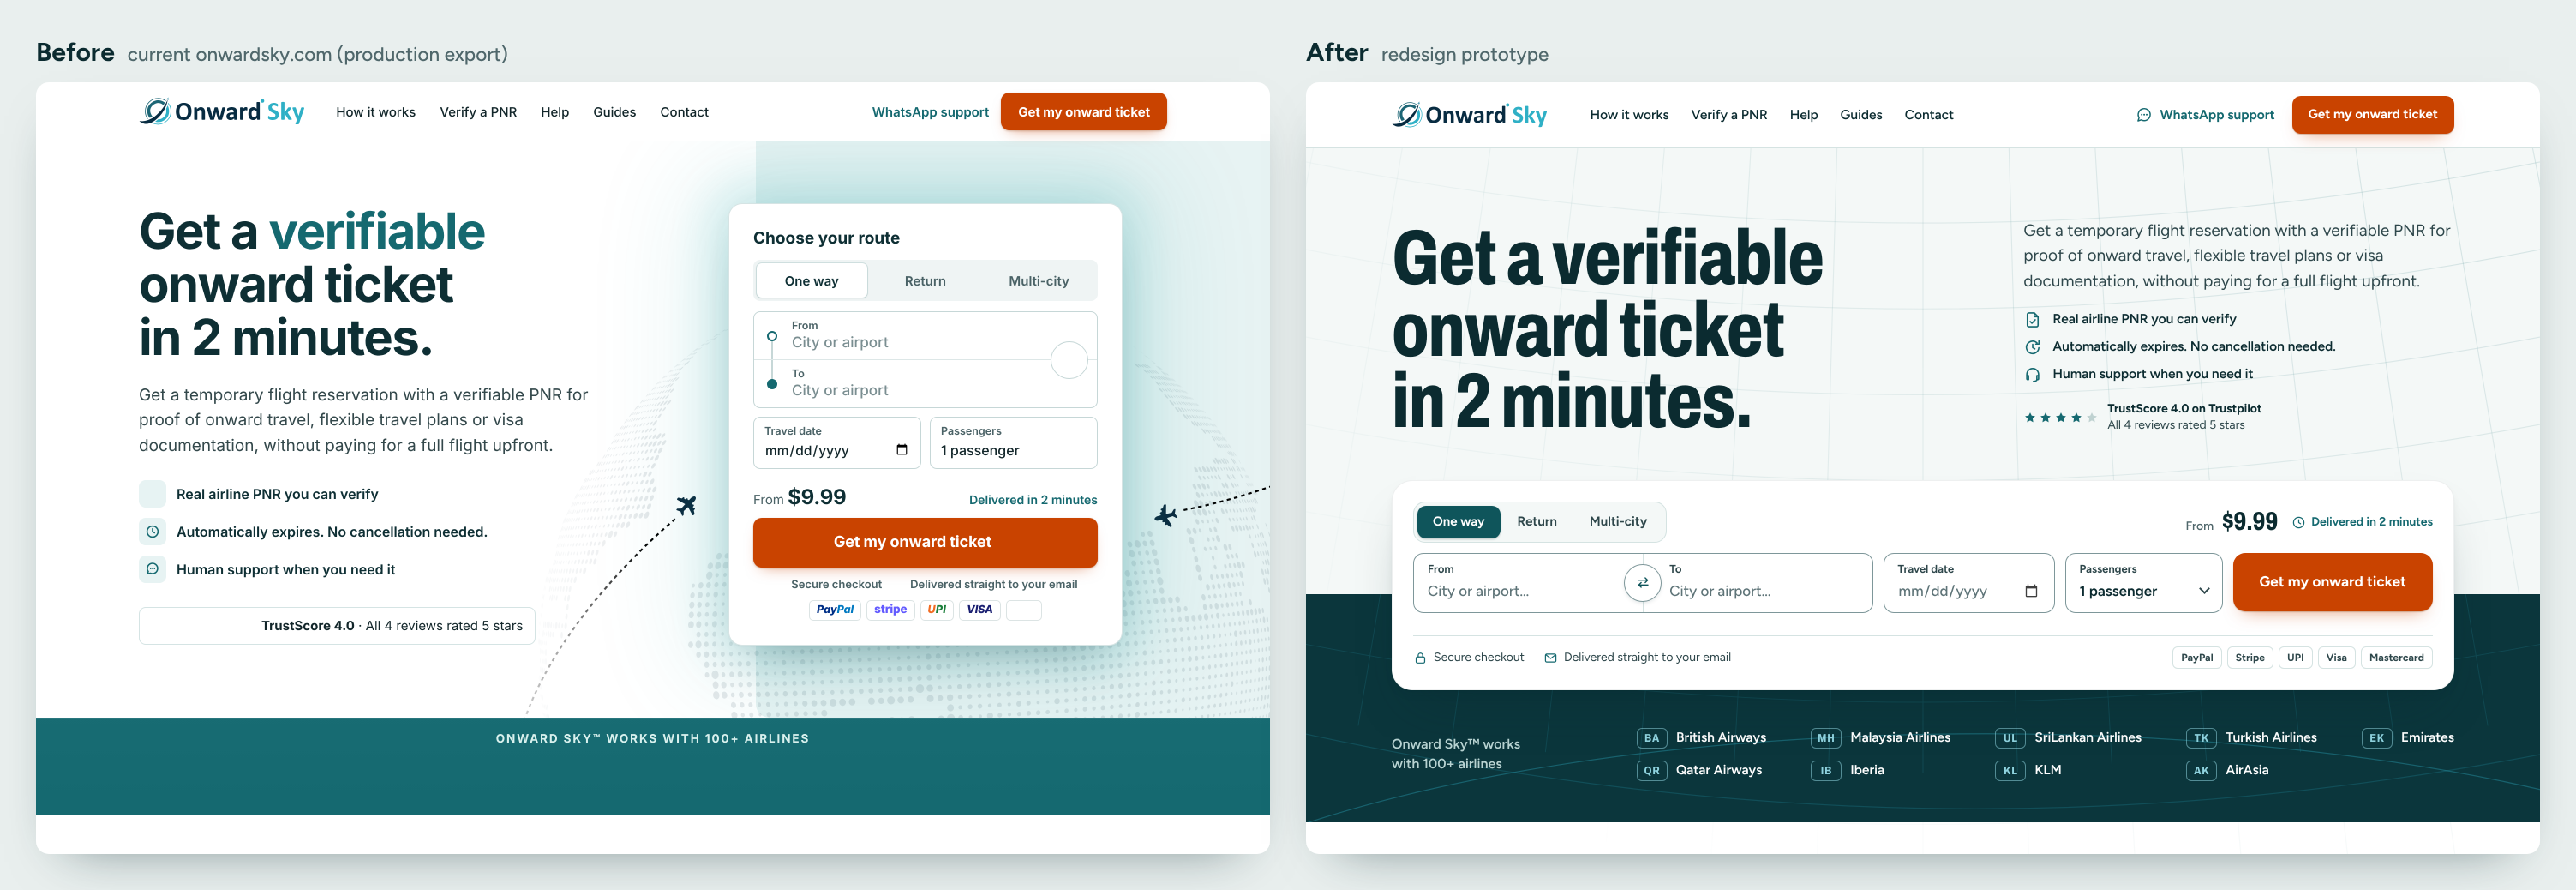 Before current onwardsky.com (production export)
Onward Sky
How it works Verify a PNR Help Guides Contact
WhatsApp support
Get my onward ticket
Get a verifiable
onward ticket
in 2 minutes.
Get a temporary flight reservation with a verifiable PNR for
proof of onward travel, flexible travel plans or visa
documentation, without paying for a full flight upfront.
Real airline PNR you can verify
Automatically expires. No cancellation needed.
Human support when you need it
TrustScore 4.0 · All 4 reviews rated 5 stars
Choose your route
One way Return Multi-city
From
City or airport
To
City or airport
Travel date
mm/dd/yyyy
Passengers
1 passenger
From $9.99
Delivered in 2 minutes
Get my onward ticket
Secure checkout Delivered straight to your email
PayPal stripe UPI VISA
ONWARD SKY™ WORKS WITH 100+ AIRLINES
After redesign prototype
Onward Sky
How it works Verify a PNR Help Guides Contact
WhatsApp support
Get my onward ticket
Get a verifiable
onward ticket
in 2 minutes.
Get a temporary flight reservation with a verifiable PNR for
proof of onward travel, flexible travel plans or visa
documentation, without paying for a full flight upfront.
Real airline PNR you can verify
Automatically expires. No cancellation needed.
Human support when you need it
TrustScore 4.0 on Trustpilot
All 4 reviews rated 5 stars
One way Return Multi-city
From $9.99 Delivered in 2 minutes
From
City or airport...
To
City or airport...
Travel date
mm/dd/yyyy
Passengers
1 passenger
Get my onward ticket
Secure checkout Delivered straight to your email
PayPal Stripe UPI Visa Mastercard
Onward Sky™ works
with 100+ airlines
BA British Airways MH Malaysia Airlines UL SriLankan Airlines TK Turkish Airlines EK Emirates
QR Qatar Airways IB Iberia KL KLM AK AirAsia